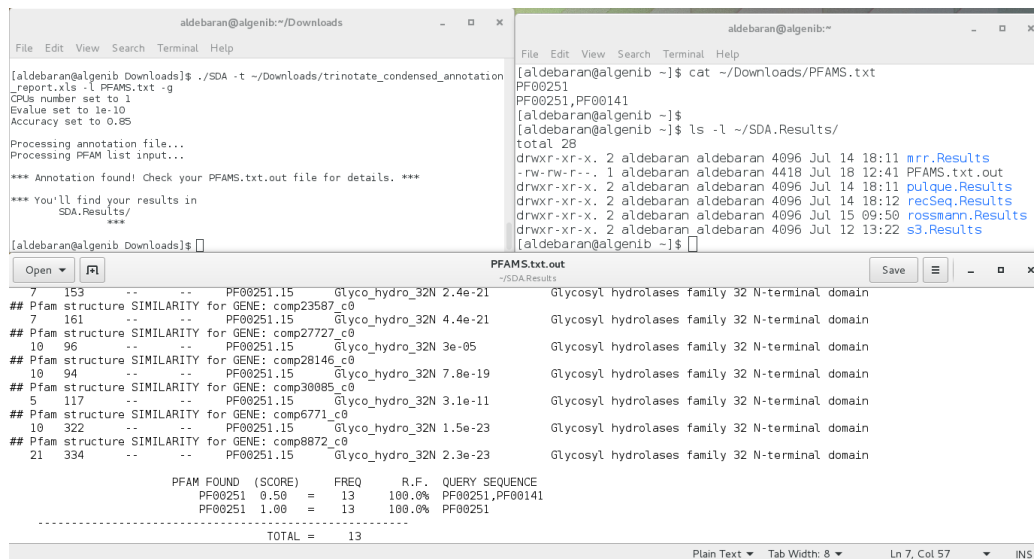 aldebaran@algenib:~/Downloads
File Edit View Search Terminal Help
[aldebaran@algenib Downloads]$ ./SDA -t ~/Downloads/trinotate_condensed_annotation
_report.xls -l PFAMS.txt -g
CPUs number set to 1
Evalue set to 1e-10
Accuracy set to 0.85
Processing annotation file...
Processing PFAM list input...
*** Annotation found! Check your PFAMS.txt.out file for details. ***
*** You'll find your results in
SDA.Results/
***
[aldebaran@algenib Downloads]$
aldebaran@algenib:~
File Edit View Search Terminal Help
[aldebaran@algenib ~]$ cat ~/Downloads/PFAMS.txt
PF00251
PF00251,PF00141
[aldebaran@algenib ~]$
[aldebaran@algenib ~]$ ls -l ~/SDA.Results/
total 28
drwxr-xr-x. 2 aldebaran aldebaran 4096 Jul 14 18:11 mrr.Results
-rw-rw-r--. 1 aldebaran aldebaran 4418 Jul 18 12:41 PFAMS.txt.out
drwxr-xr-x. 2 aldebaran aldebaran 4096 Jul 14 18:11 pulque.Results
drwxr-xr-x. 2 aldebaran aldebaran 4096 Jul 14 18:12 recSeq.Results
drwxr-xr-x. 2 aldebaran aldebaran 4096 Jul 15 09:50 rossmann.Results
drwxr-xr-x. 2 aldebaran aldebaran 4096 Jul 12 13:22 s3.Results
[aldebaran@algenib ~]$
Open PFAMS.txt.out Save
~/SDA.Results
7 153 -- -- PF00251.15 Glyco_hydro_32N 2.4e-21 Glycosyl hydrolases family 32 N-terminal domain
## Pfam structure SIMILARITY for GENE: comp23587_c0
7 161 -- -- PF00251.15 Glyco_hydro_32N 4.4e-21 Glycosyl hydrolases family 32 N-terminal domain
## Pfam structure SIMILARITY for GENE: comp27727_c0
10 96 -- -- PF00251.15 Glyco_hydro_32N 3e-05 Glycosyl hydrolases family 32 N-terminal domain
## Pfam structure SIMILARITY for GENE: comp28146_c0
10 94 -- -- PF00251.15 Glyco_hydro_32N 7.8e-19 Glycosyl hydrolases family 32 N-terminal domain
## Pfam structure SIMILARITY for GENE: comp30085_c0
5 117 -- -- PF00251.15 Glyco_hydro_32N 3.1e-11 Glycosyl hydrolases family 32 N-terminal domain
## Pfam structure SIMILARITY for GENE: comp6771_c0
10 322 -- -- PF00251.15 Glyco_hydro_32N 1.5e-23 Glycosyl hydrolases family 32 N-terminal domain
## Pfam structure SIMILARITY for GENE: comp8872_c0
21 334 -- -- PF00251.15 Glyco_hydro_32N 2.3e-23 Glycosyl hydrolases family 32 N-terminal domain
PFAM FOUND (SCORE) FREQ R.F. QUERY SEQUENCE
PF00251 0.50 = 13 100.0% PF00251,PF00141
PF00251 1.00 = 13 100.0% PF00251
-------------------------------------------------------
TOTAL = 13
Plain Text Tab Width: 8 Ln 7, Col 57 INS